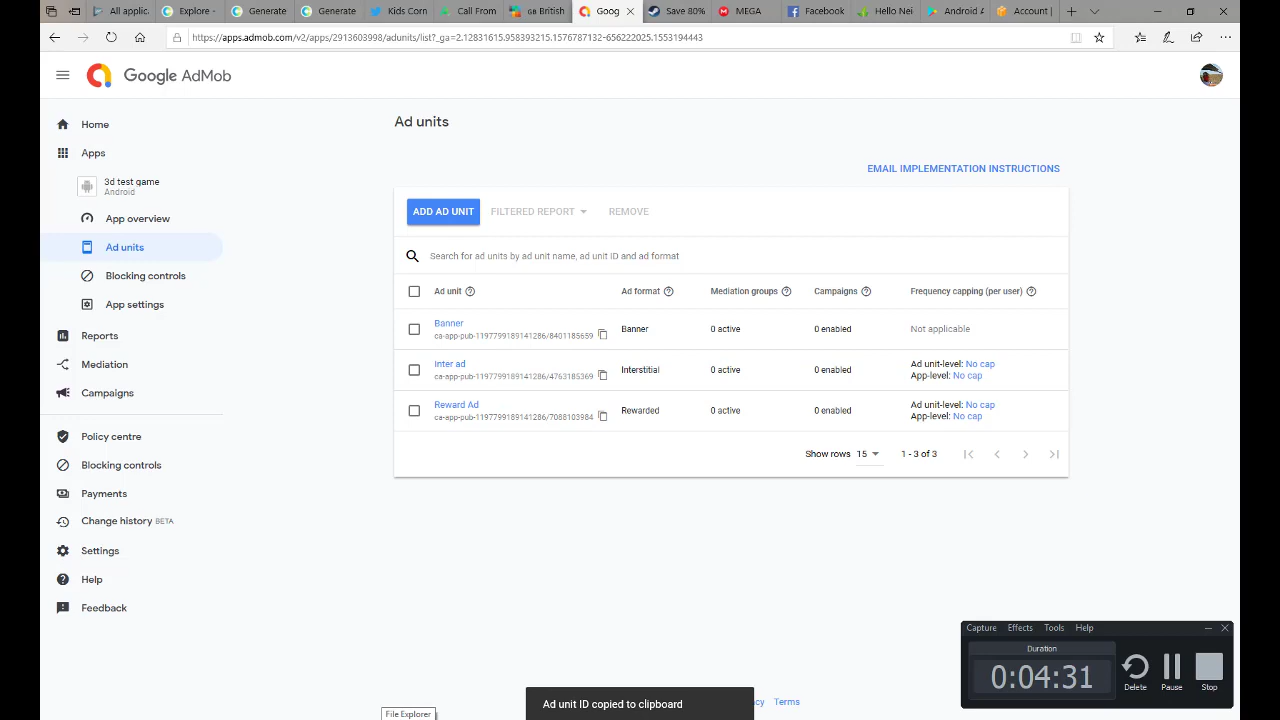 All applic.
Explore -
Generate
Generate
Kids Corn
Call From
GB British
Goog
Save 80%
MEGA
Facebook
Hello Nei
Android A
Account |
https://apps.admob.com/v2/apps/2913603998/adunits/list?_ga=2.12831615.958393215.1576787132-656222025.1553194443
Google AdMob
Home
Apps
3d test game
Android
App overview
Ad units
Blocking controls
App settings
Reports
Mediation
Campaigns
Policy centre
Blocking controls
Payments
Change history BETA
Settings
Help
Feedback
Ad units
EMAIL IMPLEMENTATION INSTRUCTIONS
ADD AD UNIT FILTERED REPORT REMOVE
Search for ad units by ad unit name, ad unit ID and ad format
Ad unit Ad format Mediation groups Campaigns Frequency capping (per user)
Banner
ca-app-pub-1197799189141286/8401185659
Banner 0 active 0 enabled Not applicable
Inter ad
ca-app-pub-1197799189141286/4763185369
Interstitial 0 active 0 enabled
Ad unit-level: No cap
App-level: No cap
Reward Ad
ca-app-pub-1197799189141286/7088103984
Rewarded 0 active 0 enabled
Ad unit-level: No cap
App-level: No cap
Show rows 15 1 - 3 of 3
Capture Effects Tools Help
Duration
0:04:31
Delete Pause Stop
Ad unit ID copied to clipboard
Terms
File Explorer